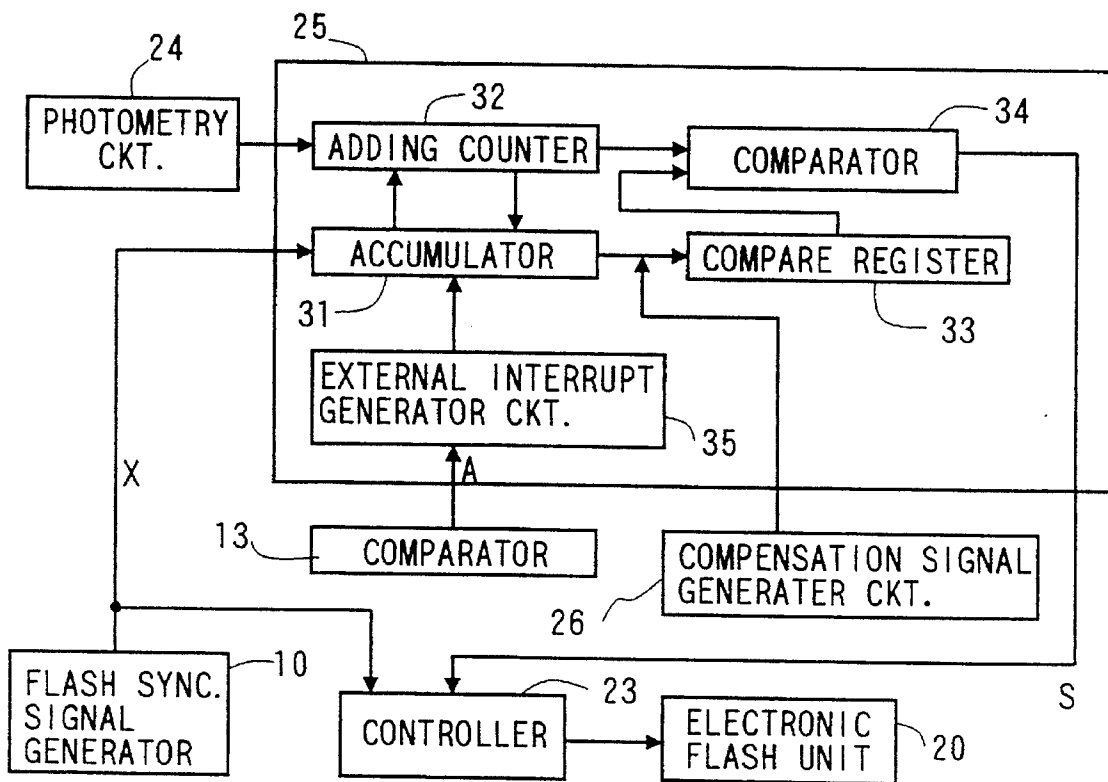 24
25
PHOTOMETRY
CKT.
32
ADDING COUNTER
34
COMPARATOR
ACCUMULATOR
31
COMPARE REGISTER
33
EXTERNAL INTERRUPT
GENERATOR CKT.
35
X
A
13
COMPARATOR
COMPENSATION SIGNAL
GENERATER CKT.
26
10
FLASH SYNC.
SIGNAL
GENERATOR
23
CONTROLLER
S
ELECTRONIC
FLASH UNIT
20